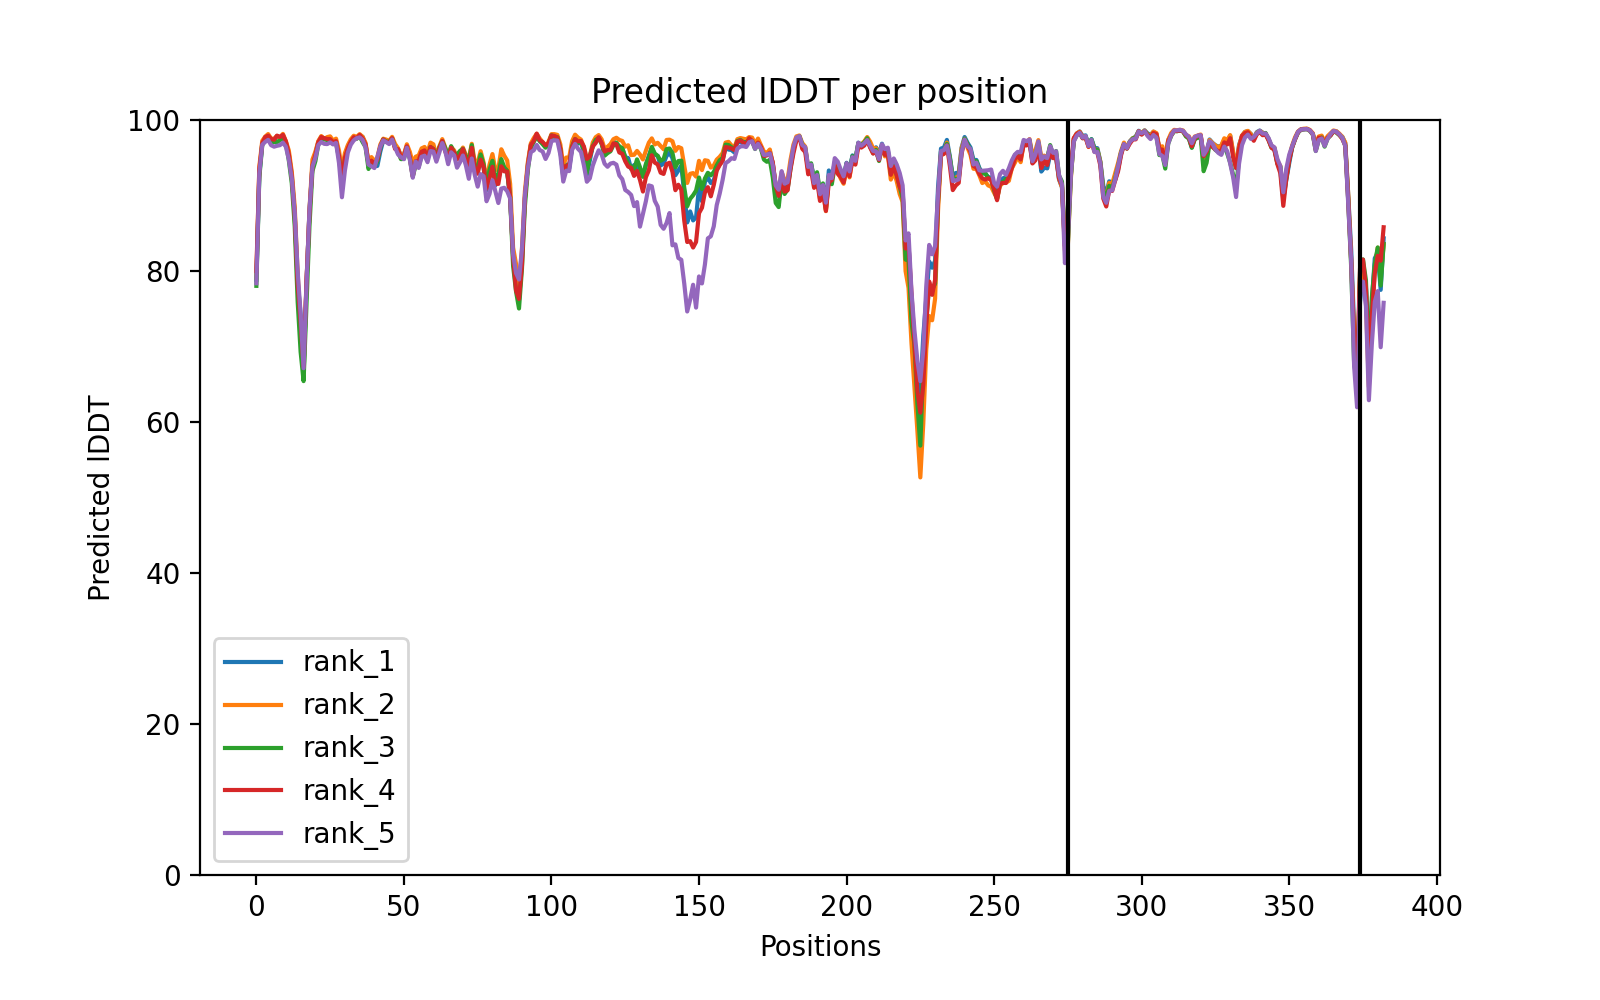 Predicted lDDT per position
100
80
60
40
20
0
Predicted lDDT
rank_1
rank_2
rank_3
rank_4
rank_5
0 50 100 150 200 250 300 350 400
Positions